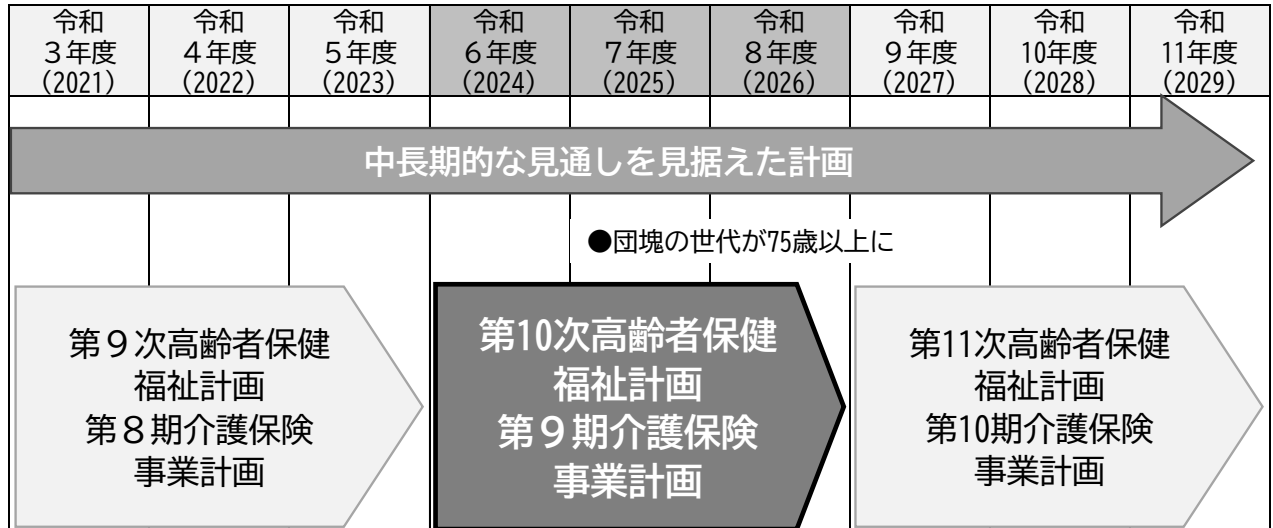 令和
３年度
(2021)
令和
４年度
(2022)
令和
５年度
(2023)
令和
６年度
(2024)
令和
７年度
(2025)
令和
８年度
(2026)
令和
９年度
(2027)
令和
10年度
(2028)
令和
11年度
(2029)
中長期的な見通しを見据えた計画
●団塊の世代が75歳以上に
第９次高齢者保健
福祉計画
第８期介護保険
事業計画
第10次高齢者保健
福祉計画
第９期介護保険
事業計画
第11次高齢者保健
福祉計画
第10期介護保険
事業計画